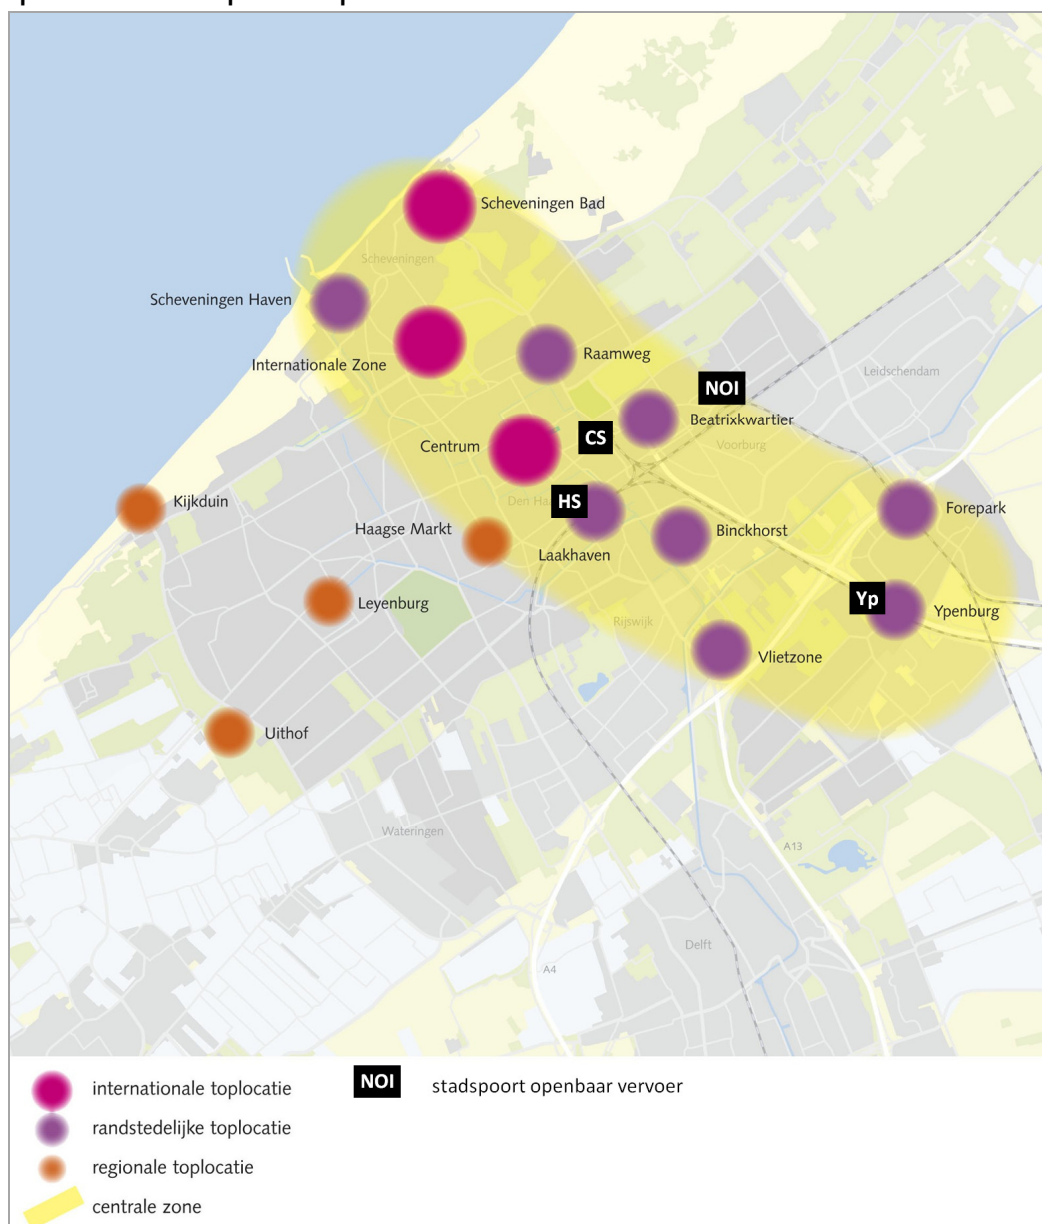 Scheveningen Bad
Scheveningen
Scheveningen Haven
Raamweg
Internationale Zone
Leidschendam
NOI
Beatrixkwartier
CS
Voorburg
Centrum
HS
Kijkduin
Forepark
Haagse Markt
Binckhorst
Laakhaven
Leyenburg
Yp
Ypenburg
Rijswijk
Vlietzone
Uithof
Wateringen
A13
Delft
A4
internationale toplocatie
NOI
stadspoort openbaar vervoer
randstedelijke toplocatie
regionale toplocatie
centrale zone